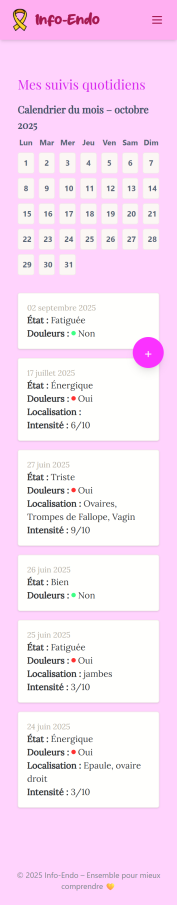 Info-Endo
Mes suivis quotidiens
Calendrier du mois – octobre
2025
Lun Mar Mer Jeu Ven Sam Dim
1 2 3 4 5 6 7
8 9 10 11 12 13 14
15 16 17 18 19 20 21
22 23 24 25 26 27 28
29 30 31
02 septembre 2025
État : Fatiguée
Douleurs : Non
+
17 juillet 2025
État : Énergique
Douleurs : Oui
Localisation :
Intensité : 6/10
27 juin 2025
État : Triste
Douleurs : Oui
Localisation : Ovaires,
Trompes de Fallope, Vagin
Intensité : 9/10
26 juin 2025
État : Bien
Douleurs : Non
25 juin 2025
État : Fatiguée
Douleurs : Oui
Localisation : jambes
Intensité : 3/10
24 juin 2025
État : Énergique
Douleurs : Oui
Localisation : Epaule, ovaire
droit
Intensité : 3/10
© 2025 Info-Endo – Ensemble pour mieux
comprendre 💛